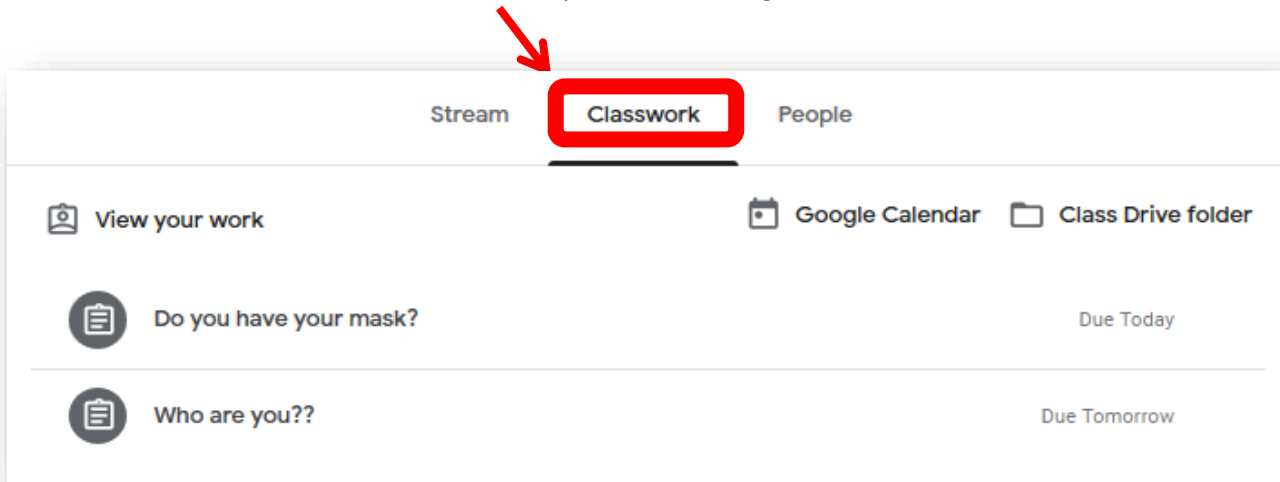 Stream Classwork People
View your work Google Calendar Class Drive folder
Do you have your mask? Due Today
Who are you?? Due Tomorrow